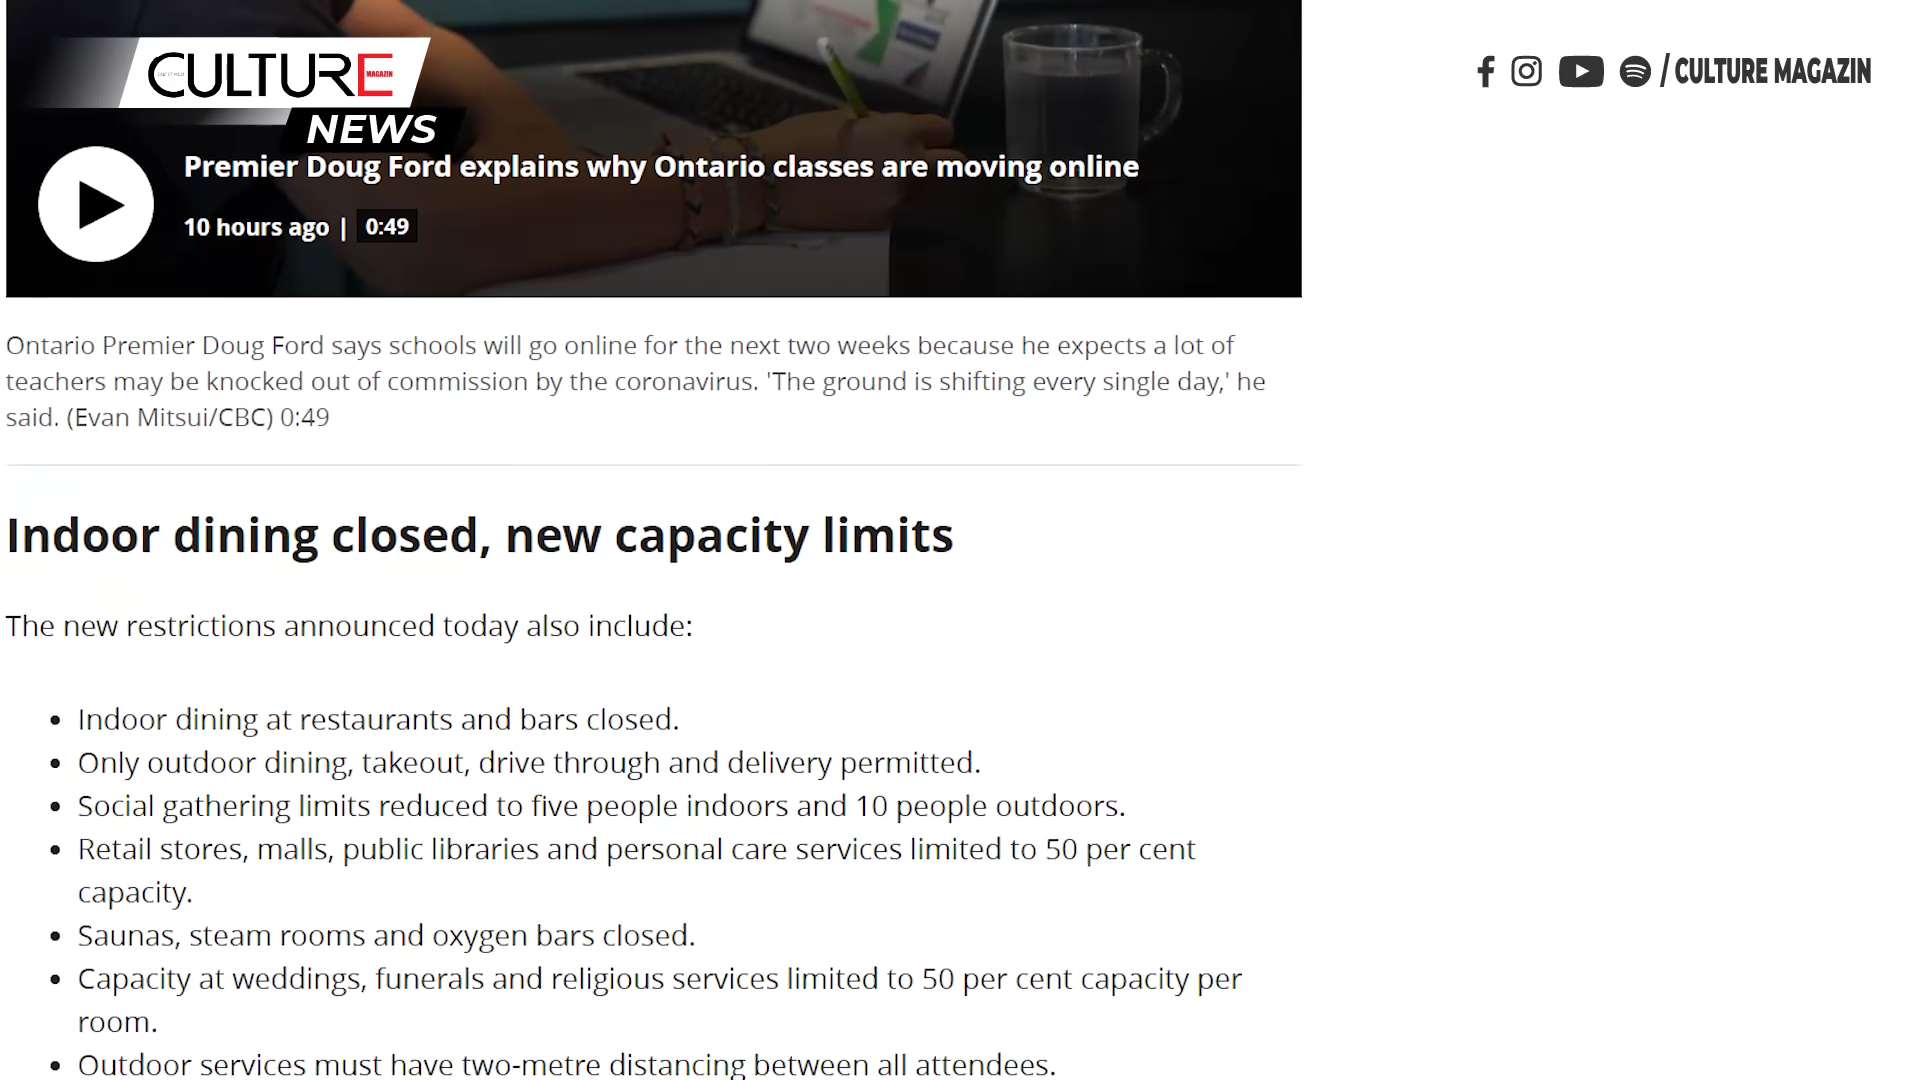 CULTURE
MAGAZIN
NEWS
/ CULTURE MAGAZIN
Premier Doug Ford explains why Ontario classes are moving online
10 hours ago | 0:49
Ontario Premier Doug Ford says schools will go online for the next two weeks because he expects a lot of
teachers may be knocked out of commission by the coronavirus. 'The ground is shifting every single day,' he
said. (Evan Mitsui/CBC) 0:49
Indoor dining closed, new capacity limits
The new restrictions announced today also include:
• Indoor dining at restaurants and bars closed.
• Only outdoor dining, takeout, drive through and delivery permitted.
• Social gathering limits reduced to five people indoors and 10 people outdoors.
• Retail stores, malls, public libraries and personal care services limited to 50 per cent
capacity.
• Saunas, steam rooms and oxygen bars closed.
• Capacity at weddings, funerals and religious services limited to 50 per cent capacity per
room.
• Outdoor services must have two-metre distancing between all attendees.